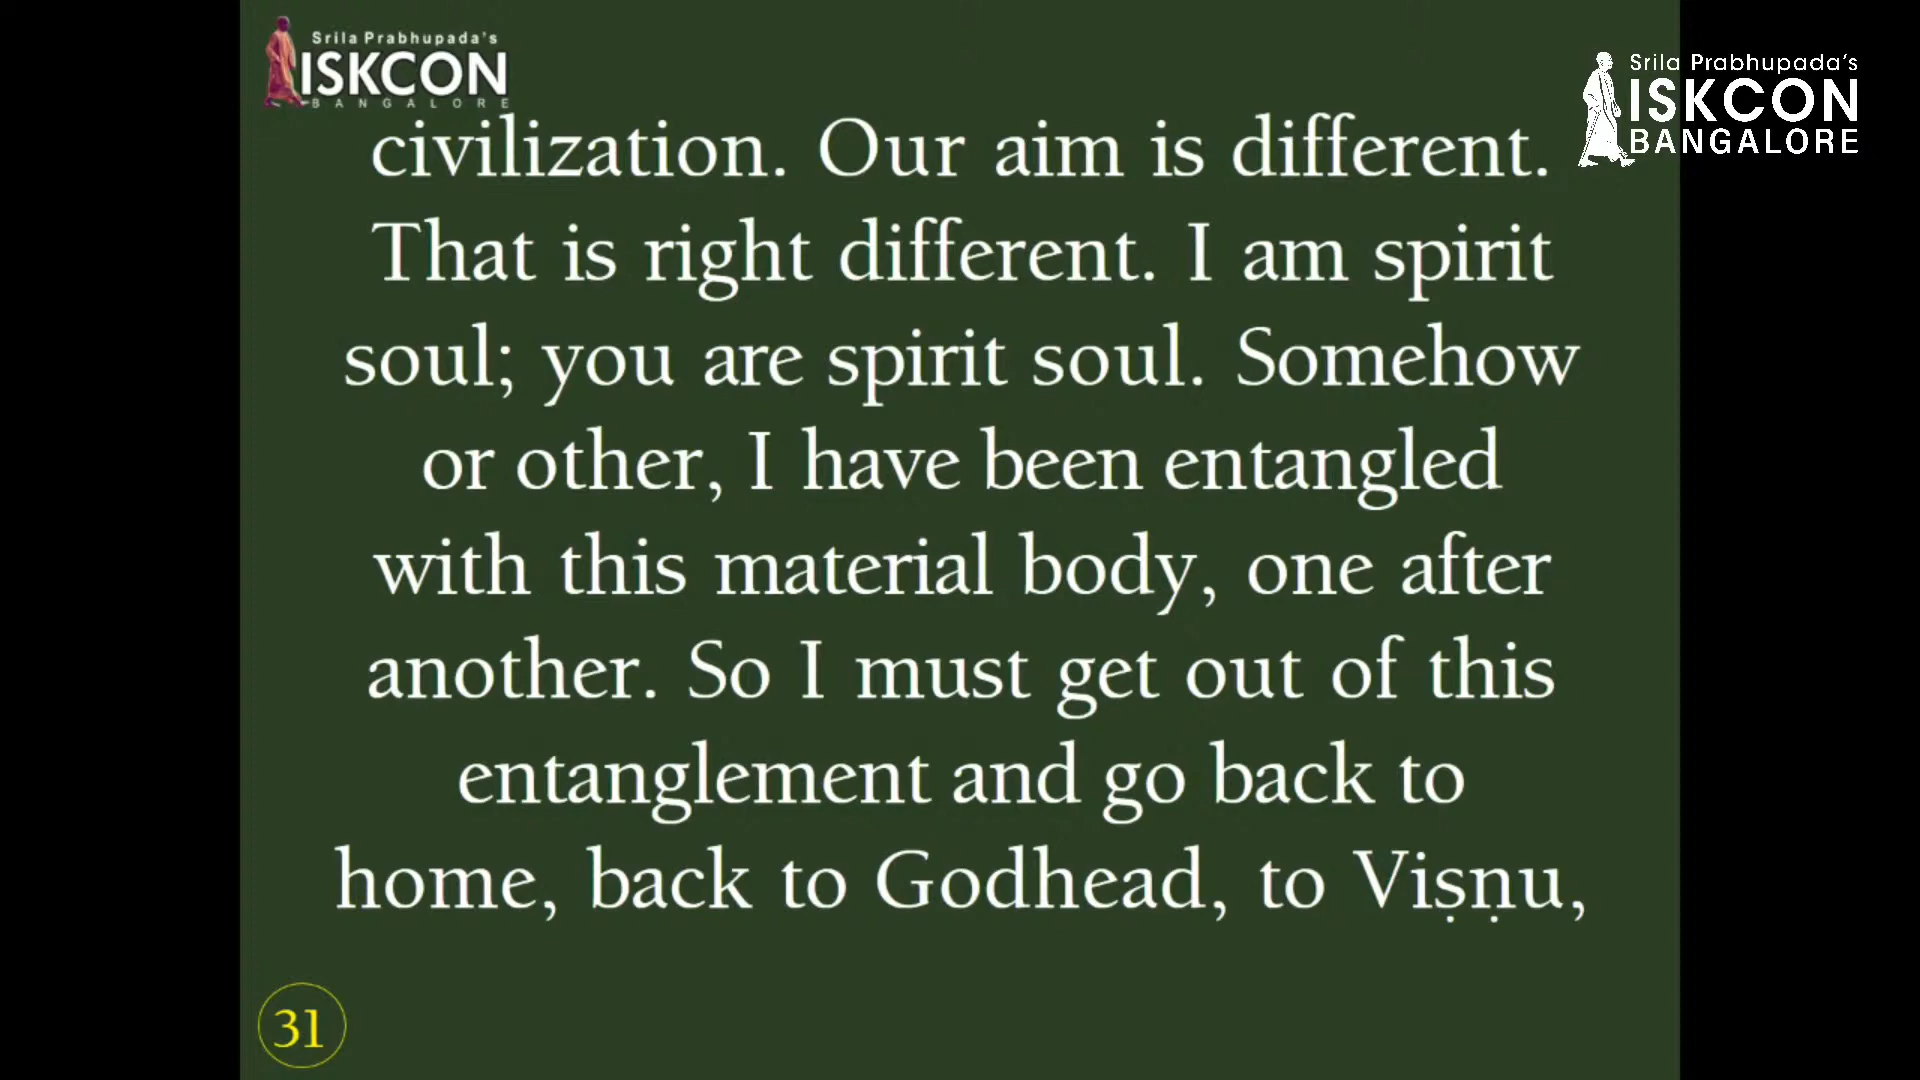 Srila Prabhupada's
ISKCON
BANGALORE
Srila Prabhupada's
ISKCON
BANGALORE
civilization. Our aim is different.
That is right different. I am spirit
soul; you are spirit soul. Somehow
or other, I have been entangled
with this material body, one after
another. So I must get out of this
entanglement and go back to
home, back to Godhead, to Viṣṇu,
31